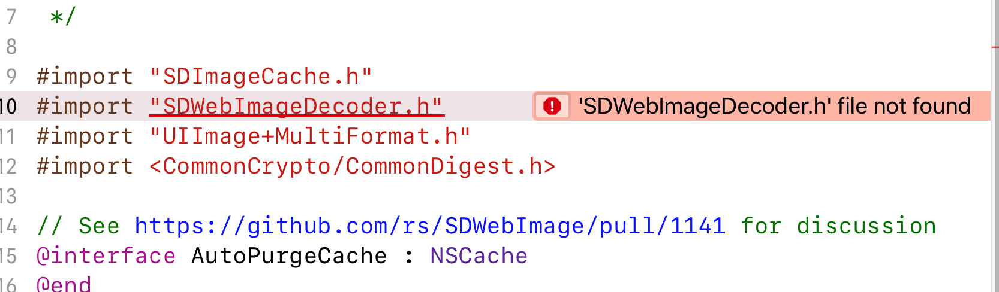 7 */
8
9 #import "SDImageCache.h"
10 #import "SDWebImageDecoder.h" 'SDWebImageDecoder.h' file not found
11 #import "UIImage+MultiFormat.h"
12 #import <CommonCrypto/CommonDigest.h>
13
14 // See https://github.com/rs/SDWebImage/pull/1141 for discussion
15 @interface AutoPurgeCache : NSCache
16 @end